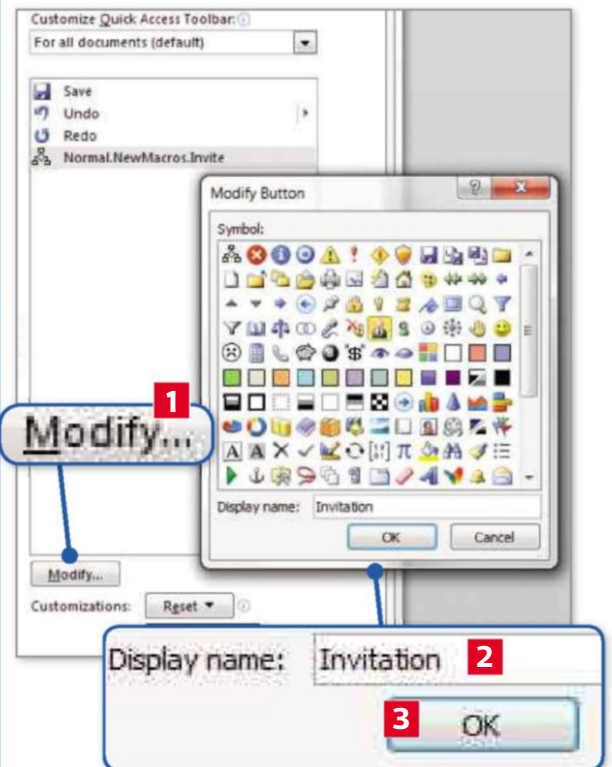 Customize Quick Access Toolbar:
For all documents (default)
Save
Undo
Redo
Normal.NewMacros.Invite
Modify Button
Symbol:
1
Modify...
Display name: Invitation
OK Cancel
Modify...
Customizations: Reset
Display name: Invitation 2
3 OK